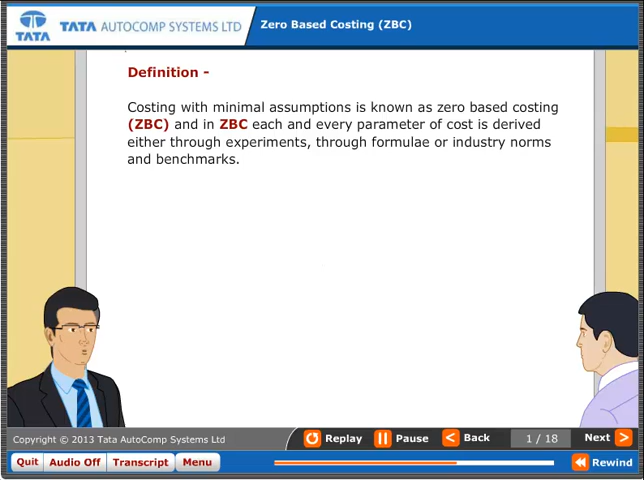 TATA
TATA AUTOCOMP SYSTEMS LTD
Zero Based Costing (ZBC)
Definition -
Costing with minimal assumptions is known as zero based costing
(ZBC) and in ZBC each and every parameter of cost is derived
either through experiments, through formulae or industry norms
and benchmarks.
Copyright © 2013 Tata AutoComp Systems Ltd
Replay
Pause
Back
1 / 18
Next
Quit
Audio Off
Transcript
Menu
Rewind